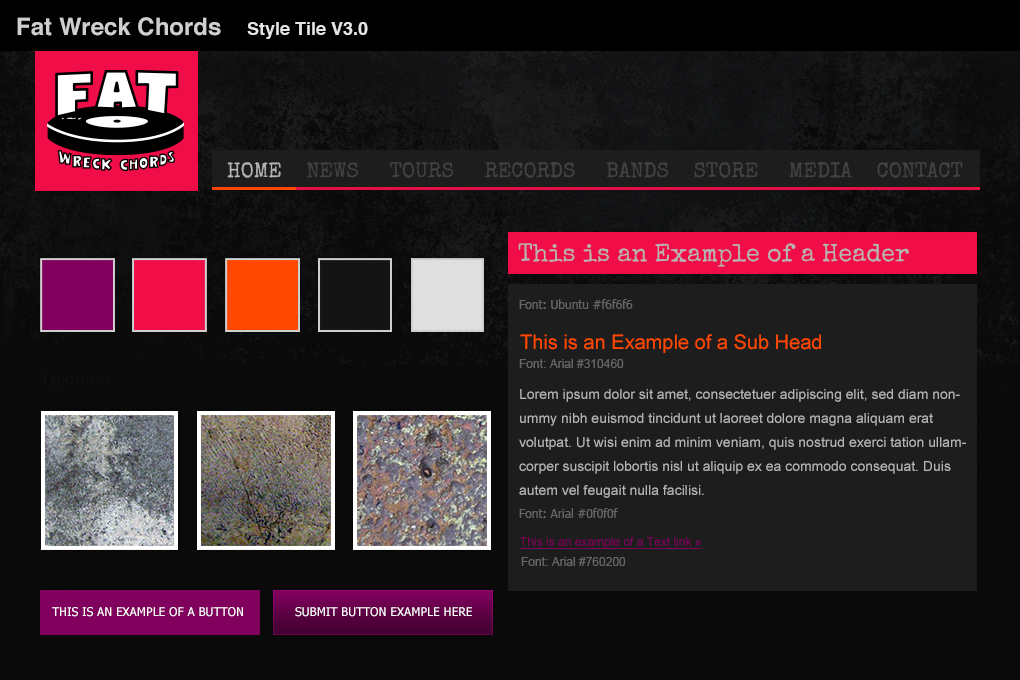 Fat Wreck Chords Style Tile V3.0
FAT
WRECK CHORDS
HOME NEWS TOURS RECORDS BANDS STORE MEDIA CONTACT
This is an Example of a Header
Font: Ubuntu #f6f6f6
This is an Example of a Sub Head
Font: Arial #310460
Textures
Lorem ipsum dolor sit amet, consectetuer adipiscing elit, sed diam non-
ummy nibh euismod tincidunt ut laoreet dolore magna aliquam erat
volutpat. Ut wisi enim ad minim veniam, quis nostrud exerci tation ullam-
corper suscipit lobortis nisl ut aliquip ex ea commodo consequat. Duis
autem vel feugait nulla facilisi.
Font: Arial #0f0f0f
This is an example of a Text link »
Font: Arial #760200
THIS IS AN EXAMPLE OF A BUTTON
SUBMIT BUTTON EXAMPLE HERE